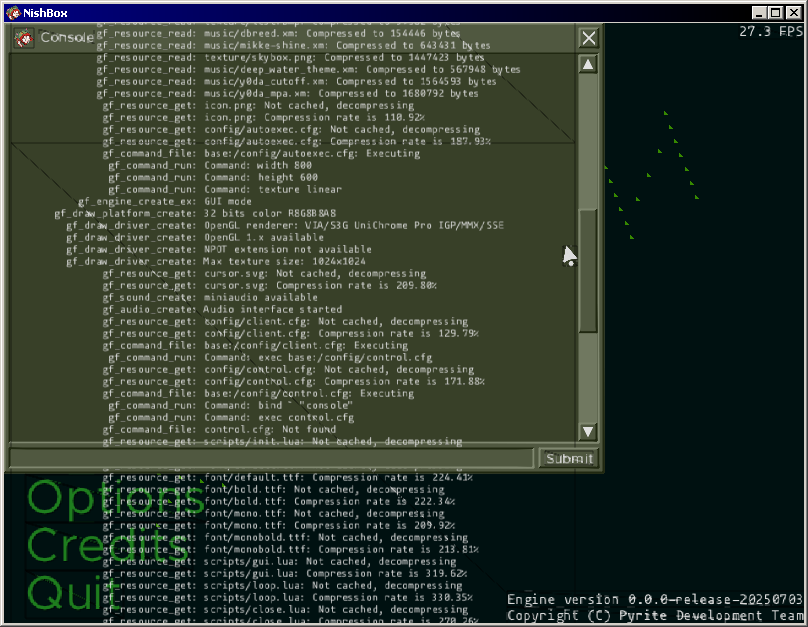 NishBox
27.3 FPS
Console
gf_resource_read: music/dbreed.xm: Compressed to 154446 bytes
gf_resource_read: music/mikke-shine.xm: Compressed to 643431 bytes
gf_resource_read: texture/skybox.png: Compressed to 1447423 bytes
gf_resource_read: music/deep_water_theme.xm: Compressed to 567948 bytes
gf_resource_read: music/y0da_cutoff.xm: Compressed to 1564593 bytes
gf_resource_read: music/y0da_mpa.xm: Compressed to 1680792 bytes
gf_resource_get: icon.png: Not cached, decompressing
gf_resource_get: icon.png: Compression rate is 110.92%
gf_resource_get: config/autoexec.cfg: Not cached, decompressing
gf_resource_get: config/autoexec.cfg: Compression rate is 187.93%
gf_command_file: base:/config/autoexec.cfg: Executing
gf_command_run: Command: width 800
gf_command_run: Command: height 600
gf_command_run: Command: texture linear
gf_engine_create_ex: GUI mode
gf_draw_platform_create: 32 bits color R8G8B8A8
gf_draw_driver_create: OpenGL renderer: VIA/S3G UniChrome Pro IGP/MMX/SSE
gf_draw_driver_create: OpenGL 1.x available
gf_draw_driver_create: NPOT extension not available
gf_draw_driver_create: Max texture size: 1024x1024
gf_resource_get: cursor.svg: Not cached, decompressing
gf_resource_get: cursor.svg: Compression rate is 209.80%
gf_sound_create: miniaudio available
gf_audio_create: Audio interface started
gf_resource_get: config/client.cfg: Not cached, decompressing
gf_resource_get: config/client.cfg: Compression rate is 129.79%
gf_command_file: base:/config/client.cfg: Executing
gf_command_run: Command: exec base:/config/control.cfg
gf_resource_get: config/control.cfg: Not cached, decompressing
gf_resource_get: config/control.cfg: Compression rate is 171.88%
gf_command_file: base:/config/control.cfg: Executing
gf_command_run: Command: bind ` "console"
gf_command_run: Command: exec control.cfg
gf_command_file: control.cfg: Not found
gf_resource_get: scripts/init.lua: Not cached, decompressing
Submit
gf_resource_get: font/default.ttf: Compression rate is 224.41%
gf_resource_get: font/bold.ttf: Not cached, decompressing
gf_resource_get: font/bold.ttf: Compression rate is 222.34%
gf_resource_get: font/mono.ttf: Not cached, decompressing
gf_resource_get: font/mono.ttf: Compression rate is 209.92%
gf_resource_get: font/monobold.ttf: Not cached, decompressing
gf_resource_get: font/monobold.ttf: Compression rate is 213.81%
gf_resource_get: scripts/gui.lua: Not cached, decompressing
gf_resource_get: scripts/gui.lua: Compression rate is 319.62%
gf_resource_get: scripts/loop.lua: Not cached, decompressing
gf_resource_get: scripts/loop.lua: Compression rate is 330.35%
gf_resource_get: scripts/close.lua: Not cached, decompressing
gf_resource_get: scripts/close.lua: Compression rate is 270.26%
Options
Credits
Quit
Engine version 0.0.0-release-20250703
Copyright (C) Pyrite Development Team